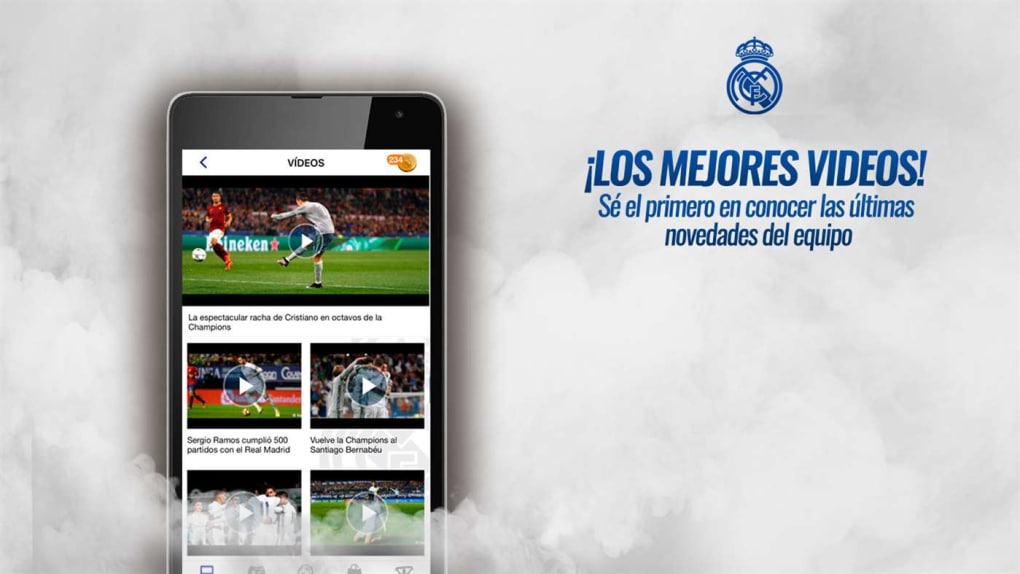 ¡LOS MEJORES VIDEOS!
Sé el primero en conocer las últimas
novedades del equipo
VÍDEOS
234
Heineken
La espectacular racha de Cristiano en octavos de la
Champions
Sergio Ramos cumplió 500
partidos con el Real Madrid
Vuelve la Champions al
Santiago Bernabéu